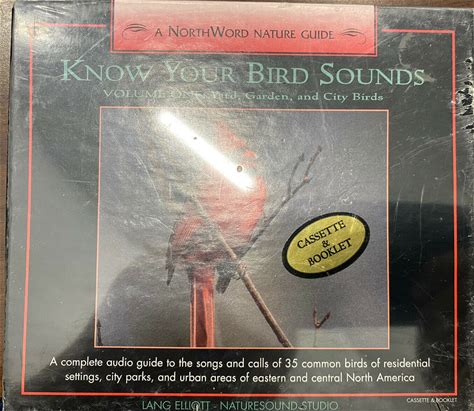 A NORTHWORD NATURE GUIDE
KNOW YOUR BIRD SOUNDS
VOLUME ONE: Yard, Garden, and City Birds
CASSETTE
&
BOOKLET
A complete audio guide to the songs and calls of 35 common birds of residential
settings, city parks, and urban areas of eastern and central North America
CASSETTE & BOOKLET
LANG ELLIOTT - NATURESOUND STUDIO